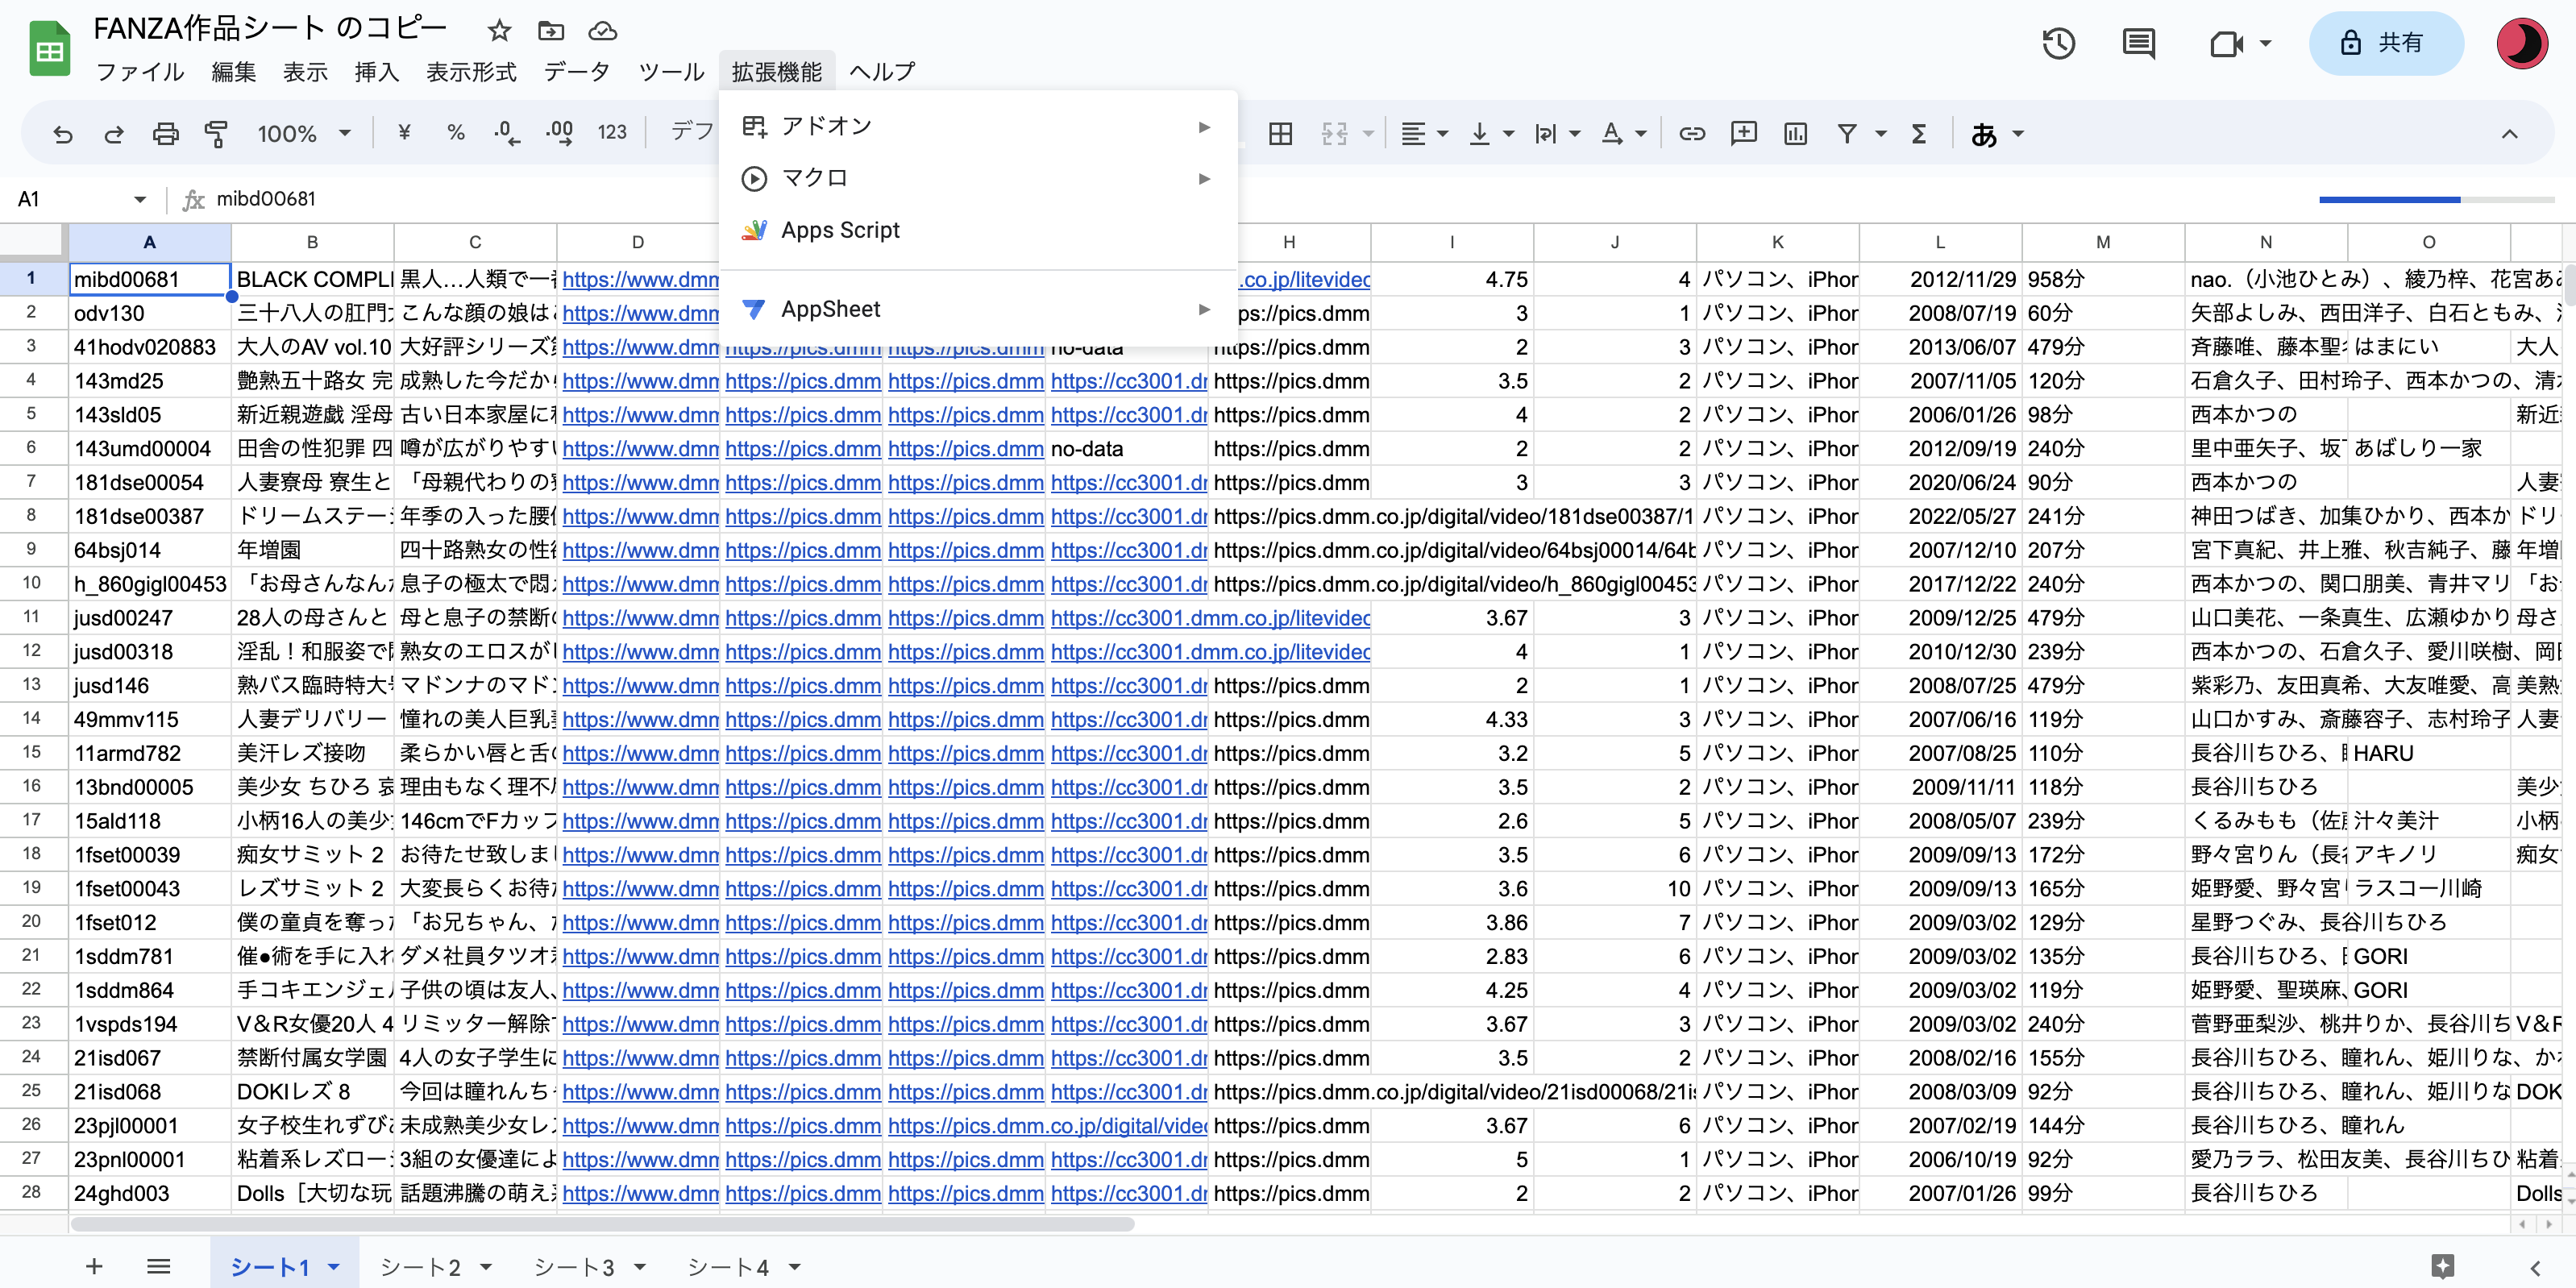 FANZA作品シート のコピー
ファイル 編集 表示 挿入 表示形式 データ ツール 拡張機能 ヘルプ
共有
100% ¥ % .0 .00 123 デフ あ
アドオン
マクロ
Apps Script
AppSheet
A1 fx mibd00681
A B C D H I J K L M N O
1 mibd00681 BLACK COMPL 黒人…人類で一 https://www.dmm .co.jp/litevideo 4.75 4 パソコン、iPhor 2012/11/29 958分 nao.（小池ひとみ）、綾乃梓、花宮あ
2 odv130 三十八人の肛門 こんな顔の娘は https://www.dmm ps://pics.dmm 3 1 パソコン、iPhor 2008/07/19 60分 矢部よしみ、西田洋子、白石ともみ、
3 41hodv020883 大人のAV vol.10 大好評シリーズ https://www.dmm https://pics.dmm https://pics.dmm no-data https://pics.dmm 2 3 パソコン、iPhor 2013/06/07 479分 斉藤唯、藤本聖 はまにい 大人
4 143md25 艶熟五十路女 完 成熟した今だから https://www.dmm https://pics.dmm https://pics.dmm https://cc3001.dr https://pics.dmm 3.5 2 パソコン、iPhor 2007/11/05 120分 石倉久子、田村玲子、西本かつの、清
5 143sld05 新近親遊戯 淫母 古い日本家屋に https://www.dmm https://pics.dmm https://pics.dmm https://cc3001.dr https://pics.dmm 4 2 パソコン、iPhor 2006/01/26 98分 西本かつの 新近
6 143umd00004 田舎の性犯罪 四 噂が広がりやすい https://www.dmm https://pics.dmm https://pics.dmm no-data https://pics.dmm 2 2 パソコン、iPhor 2012/09/19 240分 里中亜矢子、坂 あばしり一家
7 181dse00054 人妻寮母 寮生と 「母親代わりの https://www.dmm https://pics.dmm https://pics.dmm https://cc3001.dr https://pics.dmm 3 3 パソコン、iPhor 2020/06/24 90分 西本かつの 人妻
8 181dse00387 ドリームステー 年季の入った腰 https://www.dmm https://pics.dmm https://pics.dmm https://cc3001.dr https://pics.dmm.co.jp/digital/video/181dse00387/1 パソコン、iPhor 2022/05/27 241分 神田つばき、加集ひかり、西本か ドリ
9 64bsj014 年増園 四十路熟女の性 https://www.dmm https://pics.dmm https://pics.dmm https://cc3001.dr https://pics.dmm.co.jp/digital/video/64bsj00014/64b パソコン、iPhor 2007/12/10 207分 宮下真紀、井上雅、秋吉純子、藤 年増
10 h_860gigl00453 「お母さんなんか 息子の極太で悶 https://www.dmm https://pics.dmm https://pics.dmm https://cc3001.dr https://pics.dmm.co.jp/digital/video/h_860gigl00453 パソコン、iPhor 2017/12/22 240分 西本かつの、関口朋美、青井マリ 「お
11 jusd00247 28人の母さんと 母と息子の禁断の https://www.dmm https://pics.dmm https://pics.dmm https://cc3001.dmm.co.jp/litevideo 3.67 3 パソコン、iPhor 2009/12/25 479分 山口美花、一条真生、広瀬ゆかり 母さ
12 jusd00318 淫乱！和服姿で 熟女のエロスが https://www.dmm https://pics.dmm https://pics.dmm https://cc3001.dmm.co.jp/litevideo 4 1 パソコン、iPhor 2010/12/30 239分 西本かつの、石倉久子、愛川咲樹、岡
13 jusd146 熟バス臨時特大 マドンナのマド https://www.dmm https://pics.dmm https://pics.dmm https://cc3001.dr https://pics.dmm 2 1 パソコン、iPhor 2008/07/25 479分 紫彩乃、友田真希、大友唯愛、高 美熟
14 49mmv115 人妻デリバリー 憧れの美人巨乳 https://www.dmm https://pics.dmm https://pics.dmm https://cc3001.dr https://pics.dmm 4.33 3 パソコン、iPhor 2007/06/16 119分 山口かすみ、斎藤容子、志村玲子 人妻
15 11armd782 美汗レズ接吻 柔らかい唇と舌の https://www.dmm https://pics.dmm https://pics.dmm https://cc3001.dr https://pics.dmm 3.2 5 パソコン、iPhor 2007/08/25 110分 長谷川ちひろ、 HARU
16 13bnd00005 美少女 ちひろ 哀 理由もなく理不 https://www.dmm https://pics.dmm https://pics.dmm https://cc3001.dr https://pics.dmm 3.5 2 パソコン、iPhor 2009/11/11 118分 長谷川ちひろ 美少
17 15ald118 小柄16人の美少 146cmでFカップ https://www.dmm https://pics.dmm https://pics.dmm https://cc3001.dr https://pics.dmm 2.6 5 パソコン、iPhor 2008/05/07 239分 くるみもも（佐 汁々美汁 小柄
18 1fset00039 痴女サミット 2 お待たせ致しまし https://www.dmm https://pics.dmm https://pics.dmm https://cc3001.dr https://pics.dmm 3.5 6 パソコン、iPhor 2009/09/13 172分 野々宮りん（長 アキノリ 痴女
19 1fset00043 レズサミット 2 大変長らくお待 https://www.dmm https://pics.dmm https://pics.dmm https://cc3001.dr https://pics.dmm 3.6 10 パソコン、iPhor 2009/09/13 165分 姫野愛、野々宮 ラスコー川崎
20 1fset012 僕の童貞を奪った 「お兄ちゃん、 https://www.dmm https://pics.dmm https://pics.dmm https://cc3001.dr https://pics.dmm 3.86 7 パソコン、iPhor 2009/03/02 129分 星野つぐみ、長谷川ちひろ
21 1sddm781 催●術を手に入れ ダメ社員タツオ https://www.dmm https://pics.dmm https://pics.dmm https://cc3001.dr https://pics.dmm 2.83 6 パソコン、iPhor 2009/03/02 135分 長谷川ちひろ、 GORI
22 1sddm864 手コキエンジェル 子供の頃は友人、 https://www.dmm https://pics.dmm https://pics.dmm https://cc3001.dr https://pics.dmm 4.25 4 パソコン、iPhor 2009/03/02 119分 姫野愛、聖瑛麻、 GORI
23 1vspds194 V＆R女優20人 4 リミッター解除 https://www.dmm https://pics.dmm https://pics.dmm https://cc3001.dr https://pics.dmm 3.67 3 パソコン、iPhor 2009/03/02 240分 菅野亜梨沙、桃井りか、長谷川ち V＆R
24 21isd067 禁断付属女学園 4人の女子学生に https://www.dmm https://pics.dmm https://pics.dmm https://cc3001.dr https://pics.dmm 3.5 2 パソコン、iPhor 2008/02/16 155分 長谷川ちひろ、瞳れん、姫川りな、か
25 21isd068 DOKIレズ 8 今回は瞳れんち https://www.dmm https://pics.dmm https://pics.dmm https://cc3001.dr https://pics.dmm.co.jp/digital/video/21isd00068/21is パソコン、iPhor 2008/03/09 92分 長谷川ちひろ、瞳れん、姫川りな DOK
26 23pjl00001 女子校生れずび 未成熟美少女レ https://www.dmm https://pics.dmm https://pics.dmm.co.jp/digital/video https://pics.dmm 3.67 6 パソコン、iPhor 2007/02/19 144分 長谷川ちひろ、瞳れん
27 23pnl00001 粘着系レズロー 3組の女優達によ https://www.dmm https://pics.dmm https://pics.dmm https://cc3001.dr https://pics.dmm 5 1 パソコン、iPhor 2006/10/19 92分 愛乃ララ、松田友美、長谷川ちひ 粘着
28 24ghd003 Dolls［大切な玩 話題沸騰の萌え https://www.dmm https://pics.dmm https://pics.dmm https://cc3001.dr https://pics.dmm 2 2 パソコン、iPhor 2007/01/26 99分 長谷川ちひろ Dolls
シート1 シート2 シート3 シート4